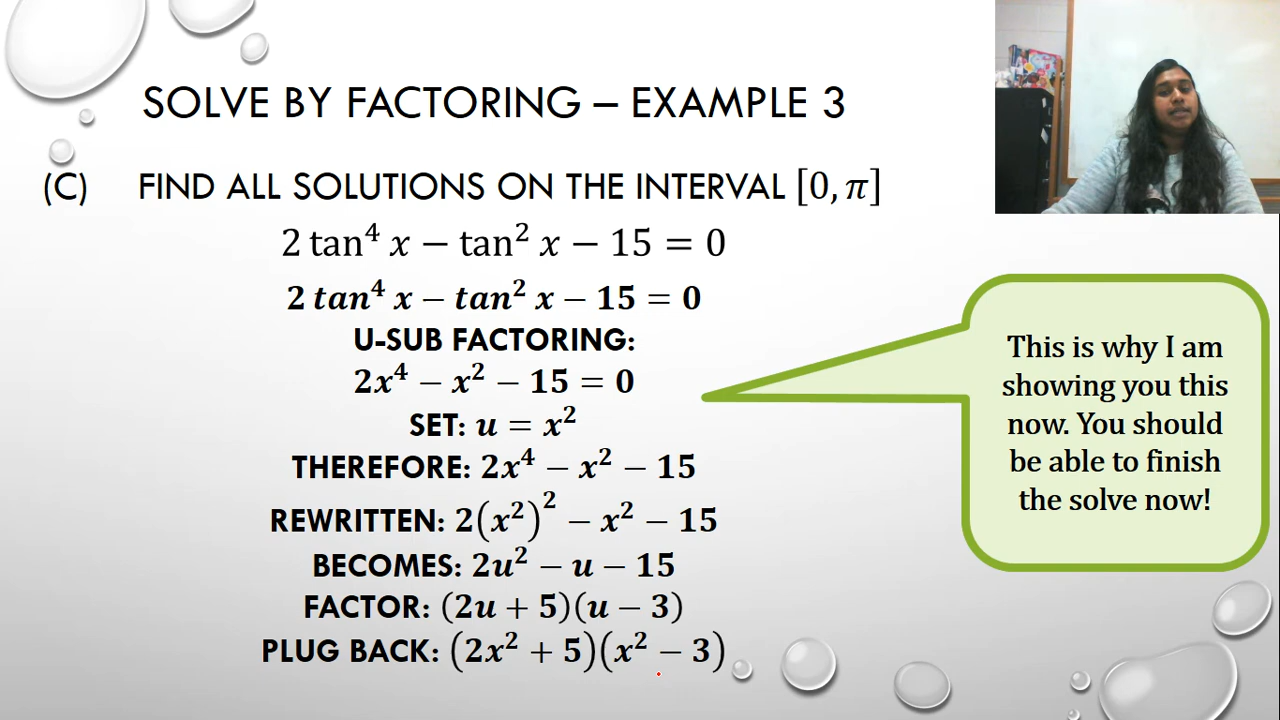 SOLVE BY FACTORING – EXAMPLE 3
(C) FIND ALL SOLUTIONS ON THE INTERVAL [0, π]
2 tan⁴ x − tan² x − 15 = 0
2 tan⁴ x − tan² x − 15 = 0
U-SUB FACTORING:
2x⁴ − x² − 15 = 0
SET: u = x²
THEREFORE: 2x⁴ − x² − 15
REWRITTEN: 2(x²)² − x² − 15
BECOMES: 2u² − u − 15
FACTOR: (2u + 5)(u − 3)
PLUG BACK: (2x² + 5)(x² − 3)
This is why I am
showing you this
now. You should
be able to finish
the solve now!